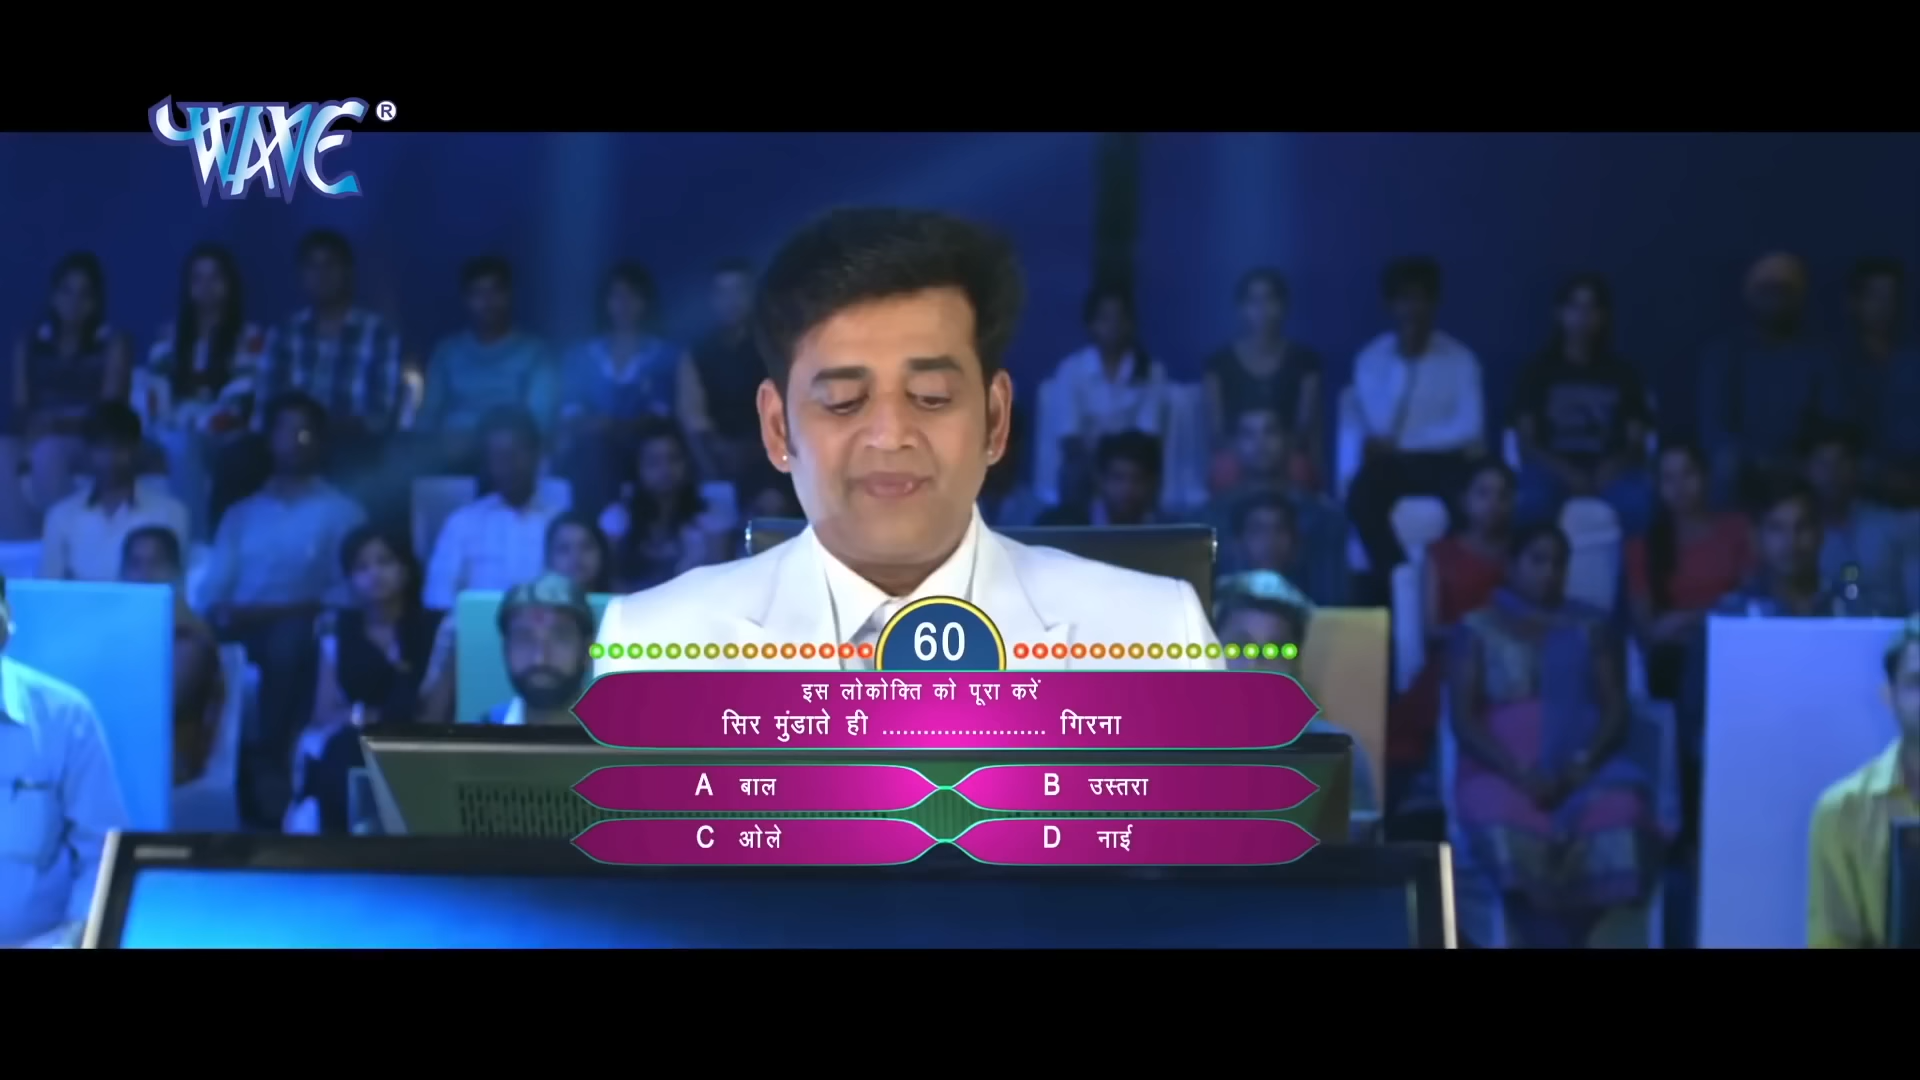 WAVE ®
60
इस लोकोक्ति को पूरा करें
सिर मुंडाते ही ........................ गिरना
A बाल
B उस्तरा
C ओले
D नाई